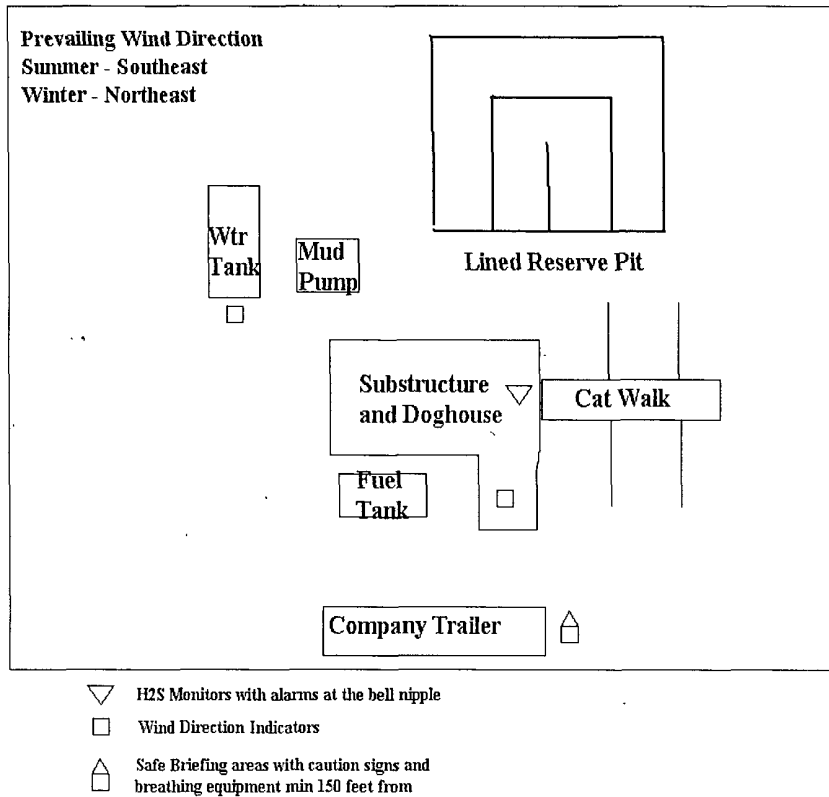 Prevailing Wind Direction
Summer - Southeast
Winter - Northeast
Wtr
Tank
Mud
Pump
Lined Reserve Pit
Substructure
and Doghouse
Cat Walk
Fuel
Tank
Company Trailer
H2S Monitors with alarms at the bell nipple
Wind Direction Indicators
Safe Briefing areas with caution signs and
breathing equipment min 150 feet from